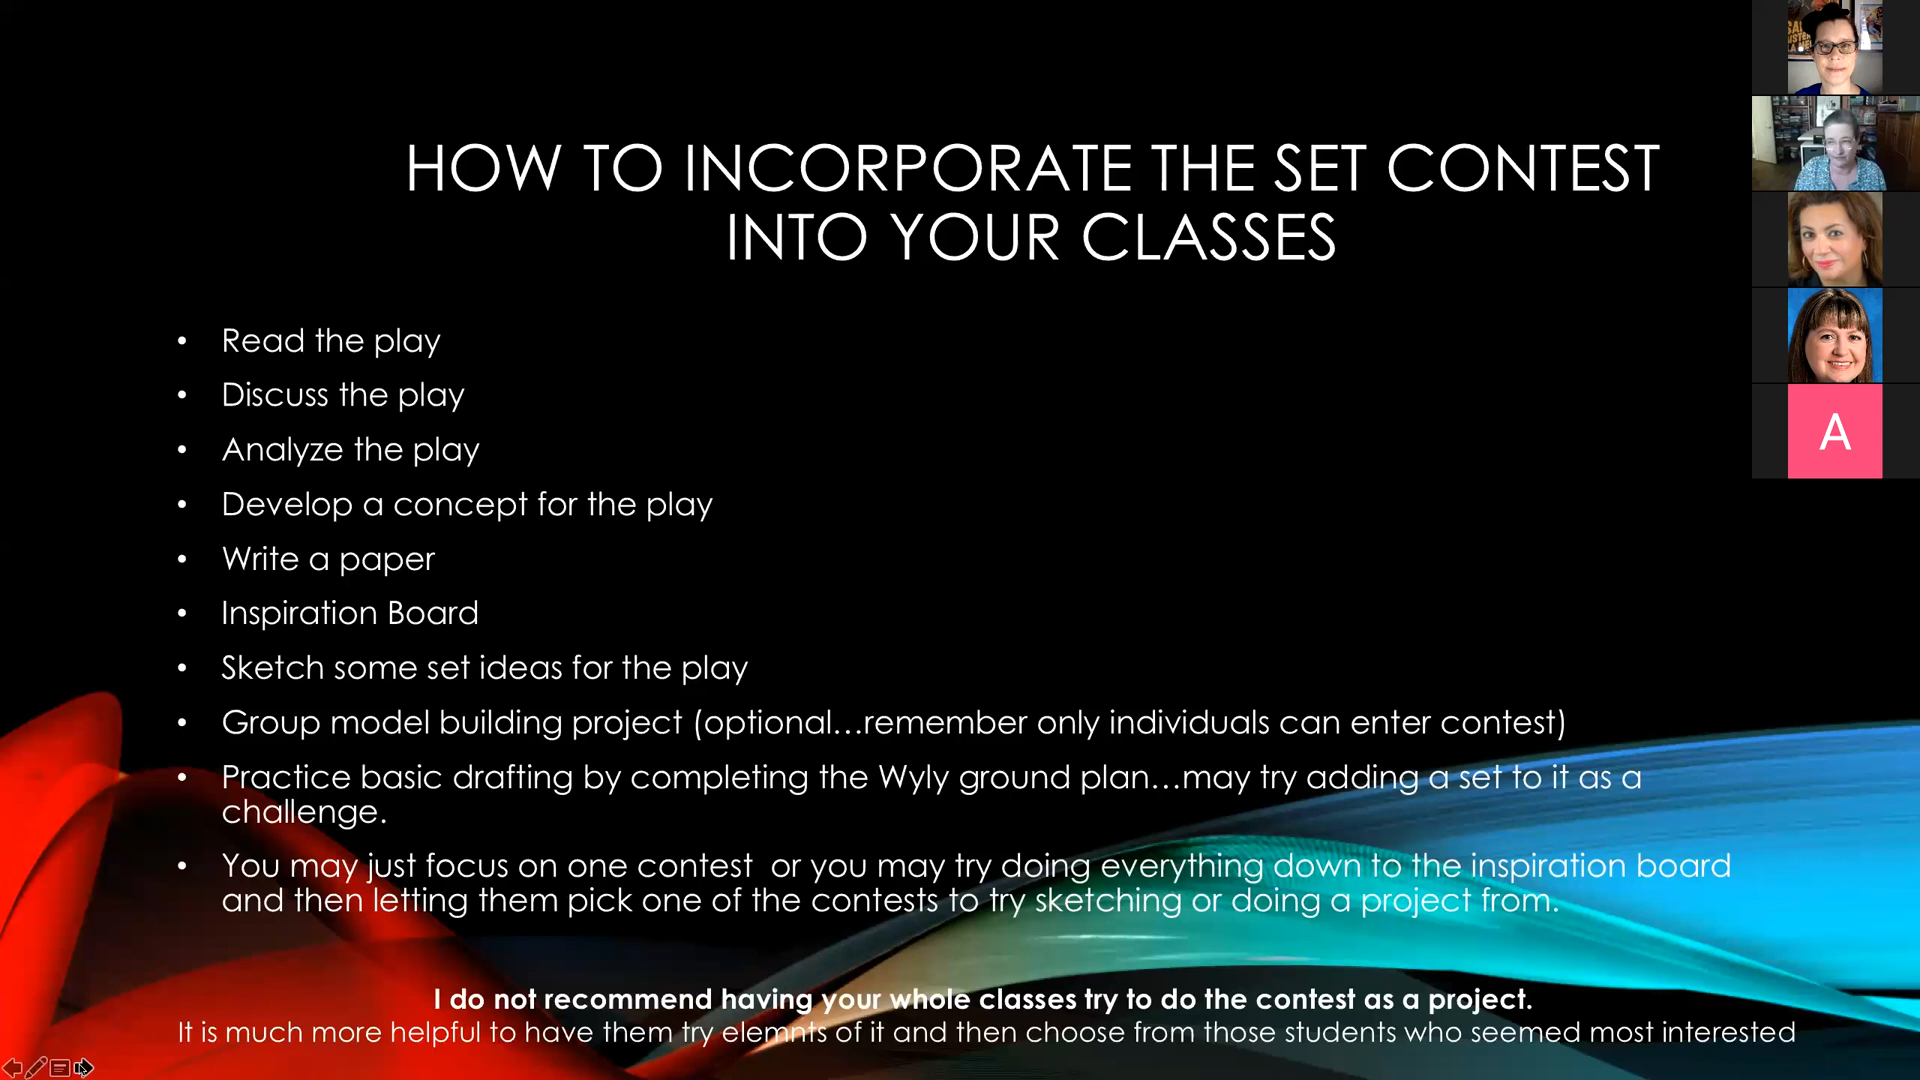 HOW TO INCORPORATE THE SET CONTEST
INTO YOUR CLASSES
• Read the play
• Discuss the play
• Analyze the play
• Develop a concept for the play
• Write a paper
• Inspiration Board
• Sketch some set ideas for the play
• Group model building project (optional...remember only individuals can enter contest)
• Practice basic drafting by completing the Wyly ground plan...may try adding a set to it as a
challenge.
• You may just focus on one contest or you may try doing everything down to the inspiration board
and then letting them pick one of the contests to try sketching or doing a project from.
I do not recommend having your whole classes try to do the contest as a project.
It is much more helpful to have them try elemnts of it and then choose from those students who seemed most interested
A